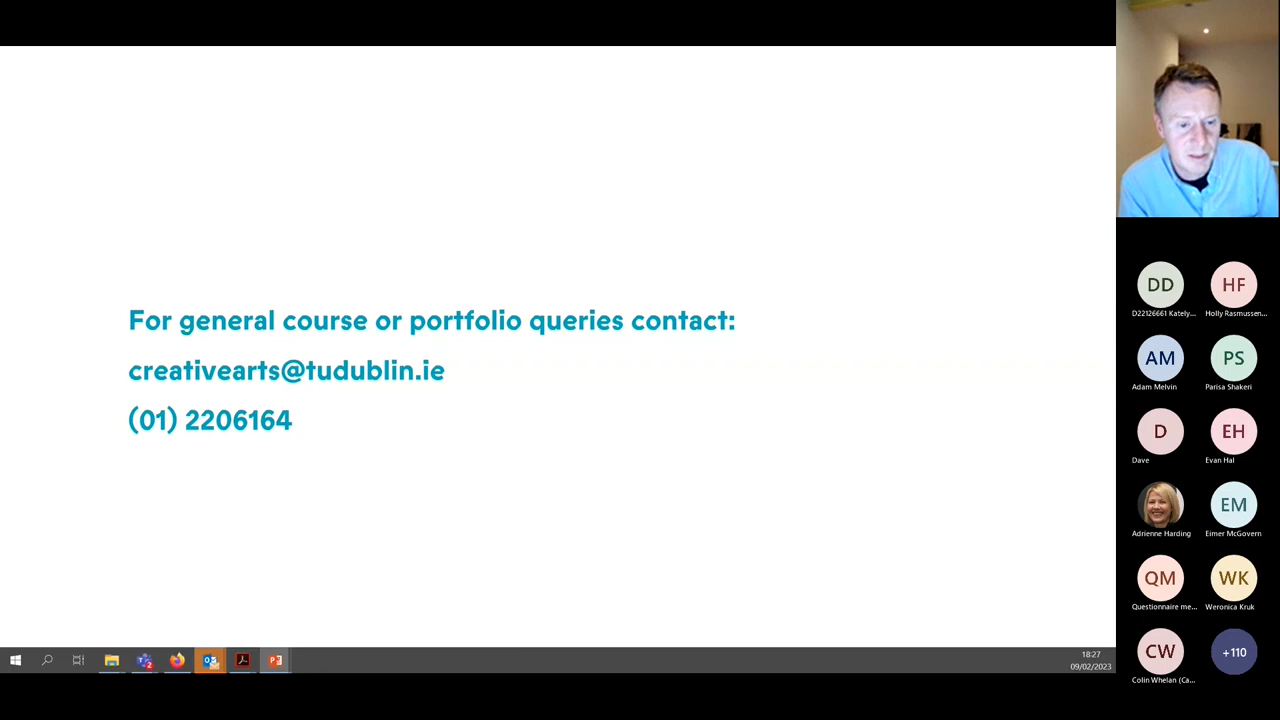 For general course or portfolio queries contact:
creativearts@tudublin.ie
(01) 2206164
DD
HF
D22126661 Kately...
Holly Rasmussen...
AM
PS
Adam Melvin
Parisa Shakeri
D
EH
Dave
Evan Hal
EM
Adrienne Harding
Eimer McGovern
QM
WK
Questionnaire me...
Weronica Kruk
CW
+110
Colin Whelan (Ca...
18:27
09/02/2023